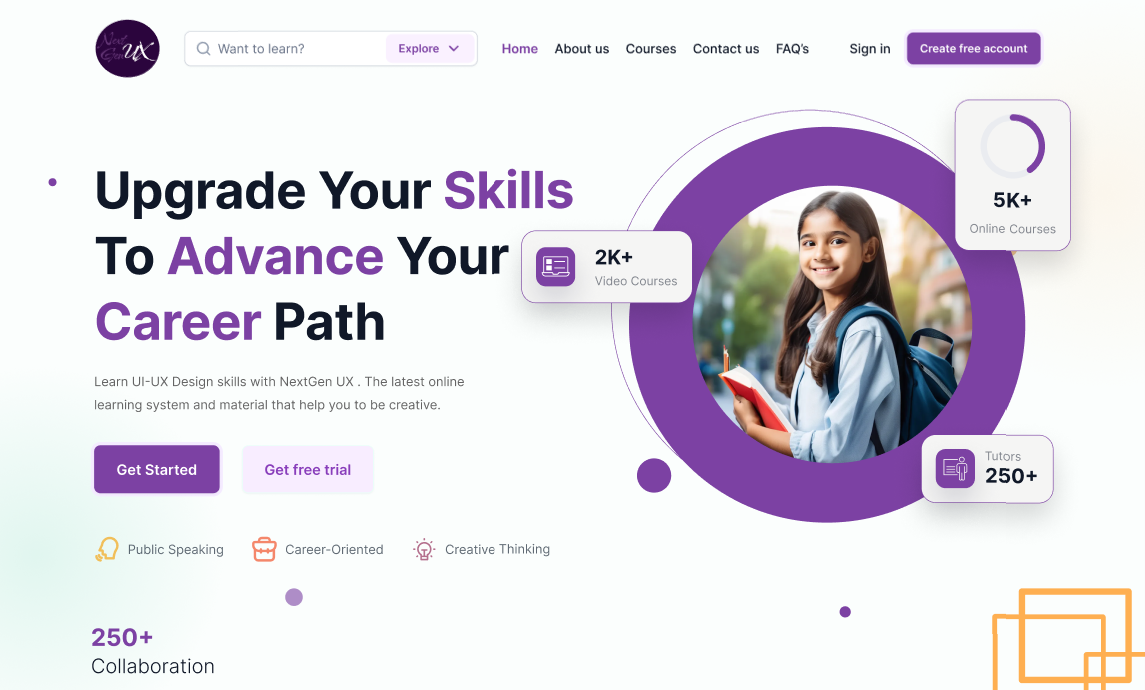 Next
Gen UX
Want to learn?
Explore
Home
About us
Courses
Contact us
FAQ's
Sign in
Create free account
Upgrade Your Skills
To Advance Your
Career Path
Learn UI-UX Design skills with NextGen UX . The latest online
learning system and material that help you to be creative.
Get Started
Get free trial
Public Speaking
Career-Oriented
Creative Thinking
250+
Collaboration
2K+
Video Courses
5K+
Online Courses
Tutors
250+